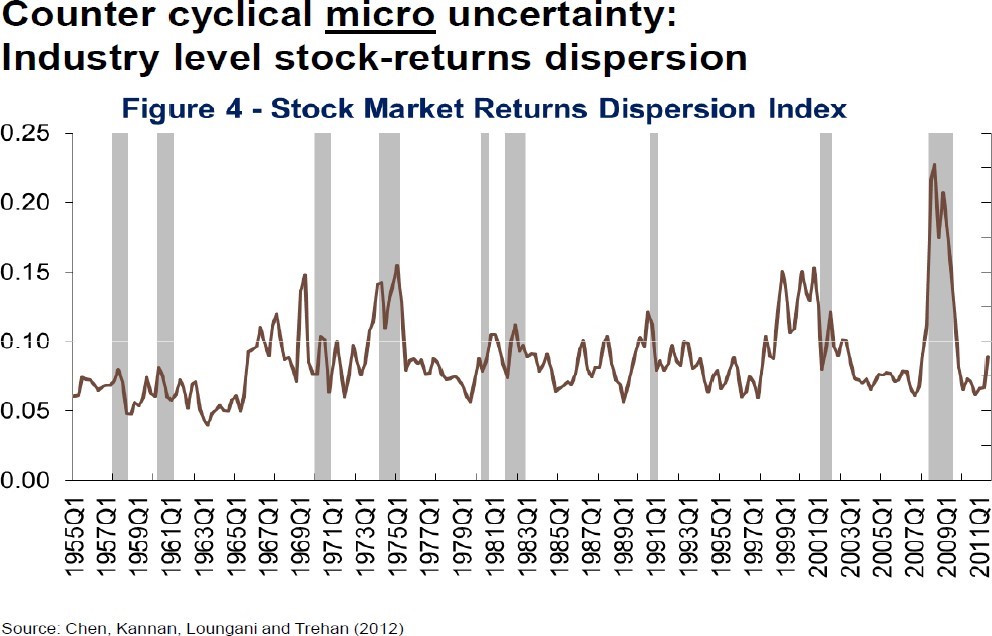 Counter cyclical micro uncertainty:
Industry level stock-returns dispersion
Figure 4 - Stock Market Returns Dispersion Index
0.25
0.20
0.15
0.10
0.05
0.00
1955Q1
1957Q1
1959Q1
1961Q1
1963Q1
1965Q1
1967Q1
1969Q1
1971Q1
1973Q1
1975Q1
1977Q1
1979Q1
1981Q1
1983Q1
1985Q1
1987Q1
1989Q1
1991Q1
1993Q1
1995Q1
1997Q1
1999Q1
2001Q1
2003Q1
2005Q1
2007Q1
2009Q1
2011Q1
Source: Chen, Kannan, Loungani and Trehan (2012)